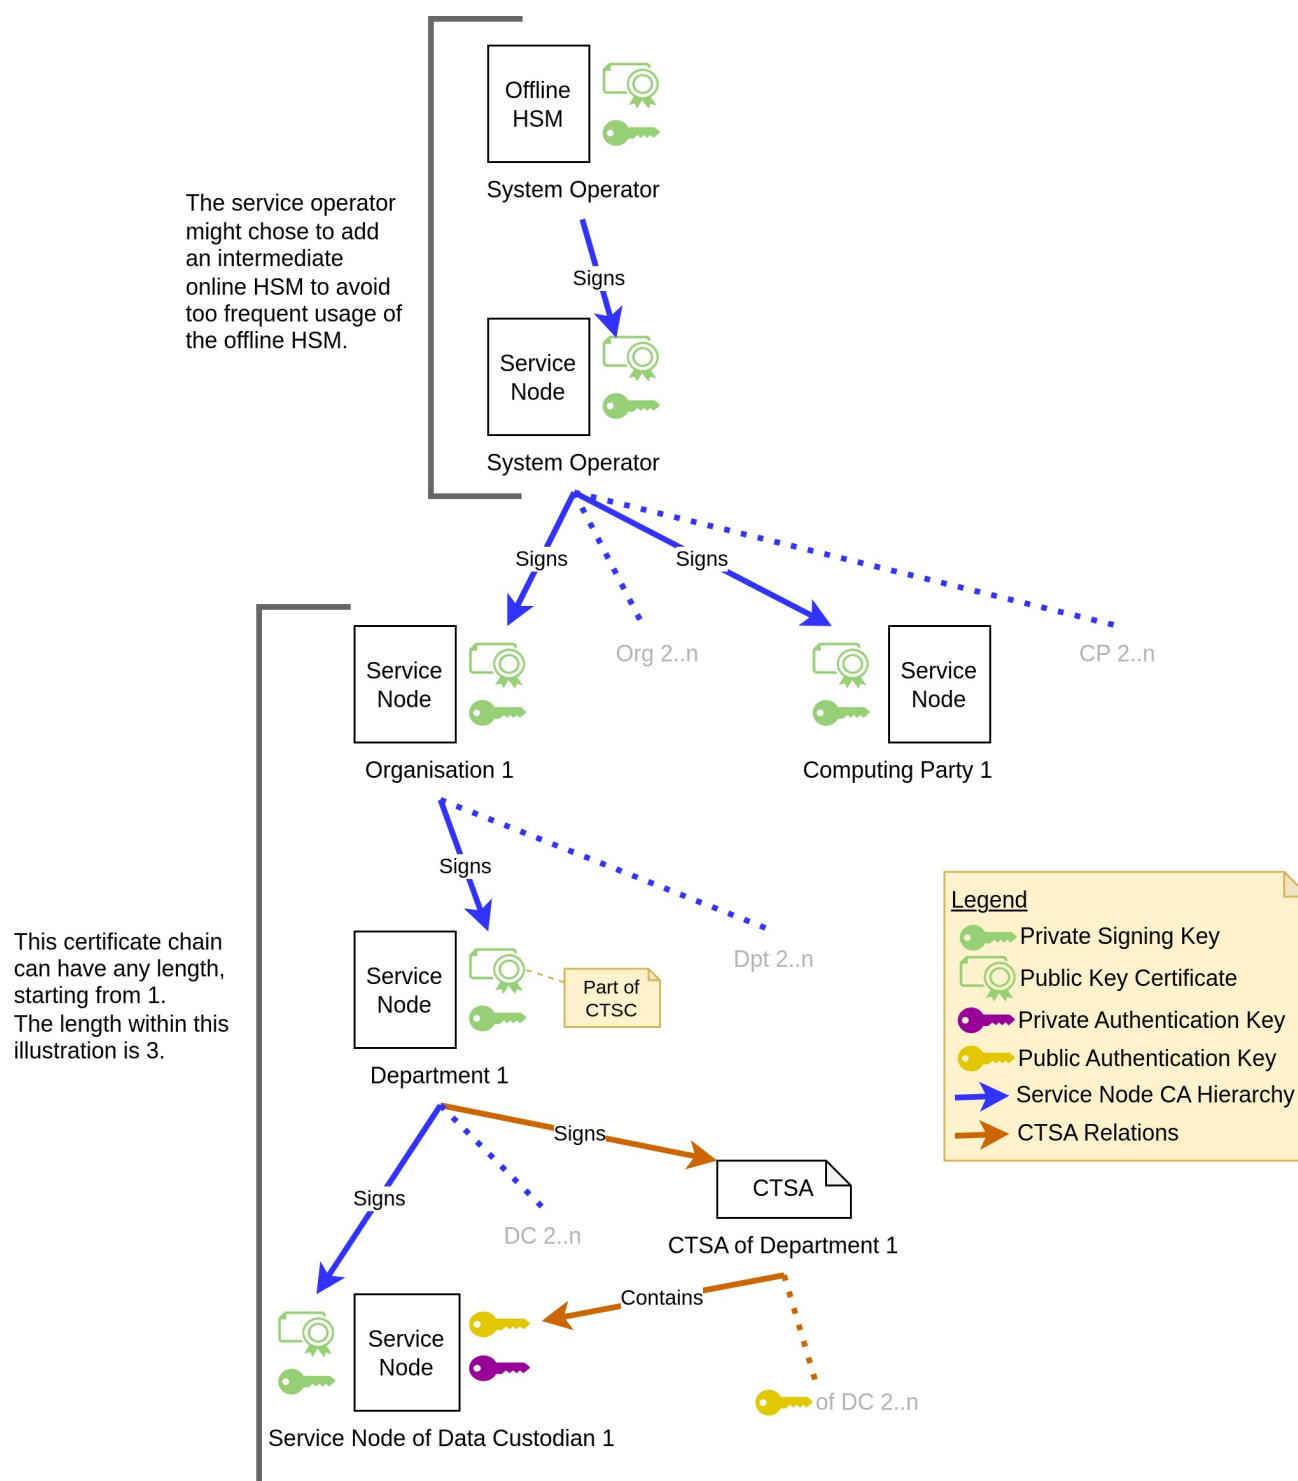 Offline
HSM
System Operator
The service operator
might chose to add
an intermediate
online HSM to avoid
too frequent usage of
the offline HSM.
Signs
Service
Node
System Operator
Signs
Signs
Service
Node
Organisation 1
Org 2..n
Service
Node
Computing Party 1
CP 2..n
Signs
This certificate chain
can have any length,
starting from 1.
The length within this
illustration is 3.
Service
Node
Department 1
Part of
CTSC
Dpt 2..n
Legend
Private Signing Key
Public Key Certificate
Private Authentication Key
Public Authentication Key
Service Node CA Hierarchy
CTSA Relations
Signs
Signs
DC 2..n
CTSA
CTSA of Department 1
Contains
Service
Node
Service Node of Data Custodian 1
of DC 2..n